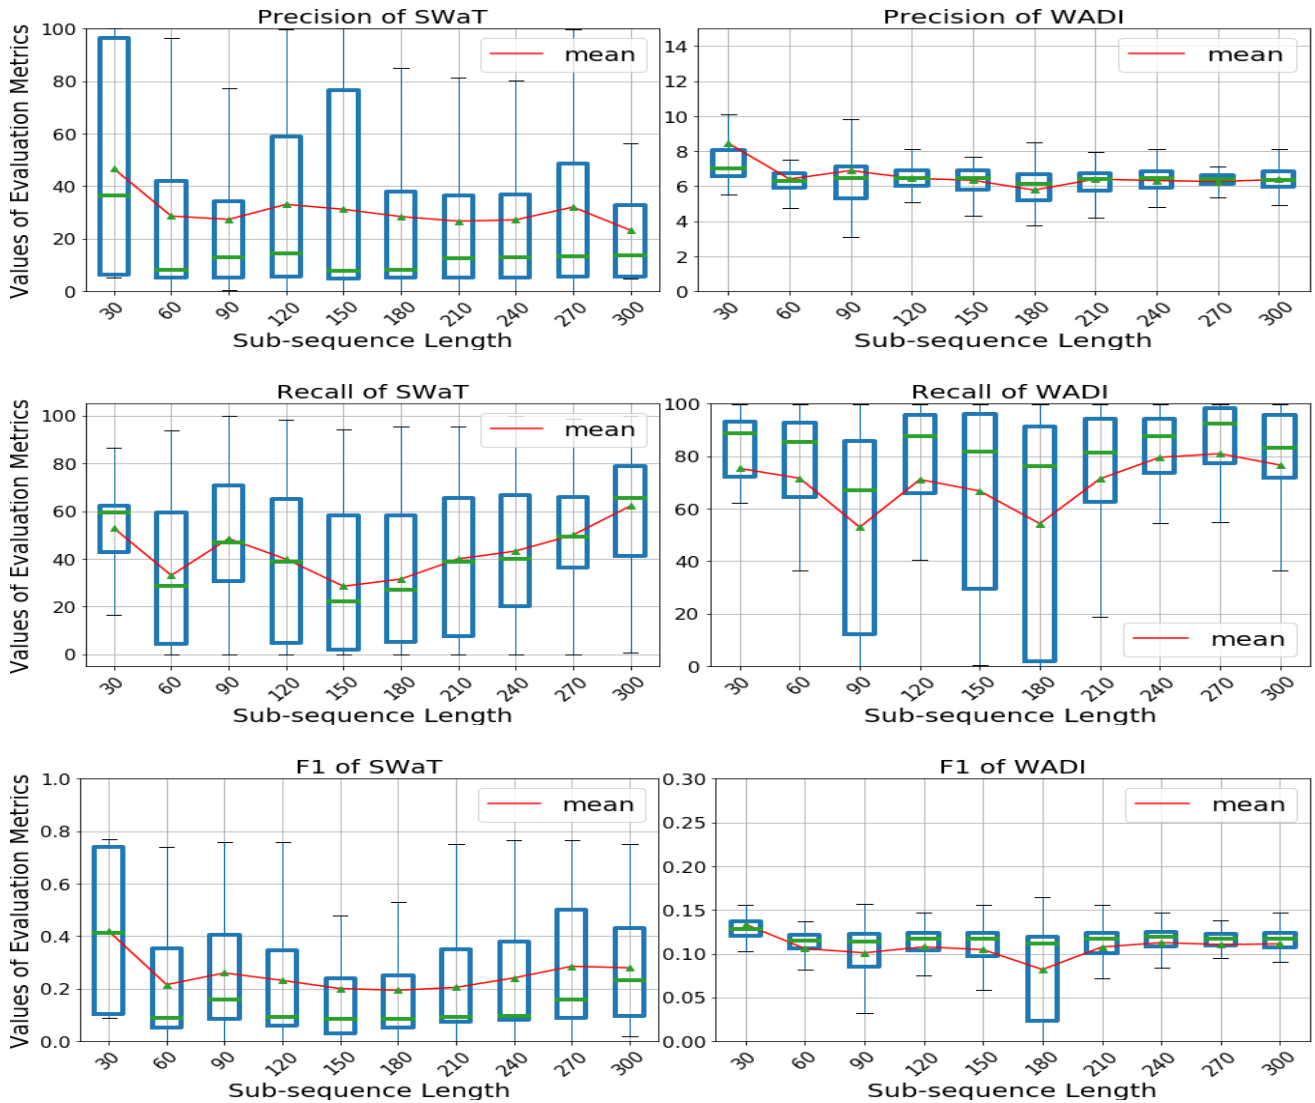 Precision of SWaT
Values of Evaluation Metrics
100
80
60
40
20
0
mean
30 60 90 120 150 180 210 240 270 300
Sub-sequence Length
Precision of WADI
14
12
10
8
6
4
2
0
mean
30 60 90 120 150 180 210 240 270 300
Sub-sequence Length
Recall of SWaT
Values of Evaluation Metrics
100
80
60
40
20
0
mean
30 60 90 120 150 180 210 240 270 300
Sub-sequence Length
Recall of WADI
100
80
60
40
20
0
mean
30 60 90 120 150 180 210 240 270 300
Sub-sequence Length
F1 of SWaT
Values of Evaluation Metrics
1.0
0.8
0.6
0.4
0.2
0.0
mean
30 60 90 120 150 180 210 240 270 300
Sub-sequence Length
F1 of WADI
0.30
0.25
0.20
0.15
0.10
0.05
0.00
mean
30 60 90 120 150 180 210 240 270 300
Sub-sequence Length